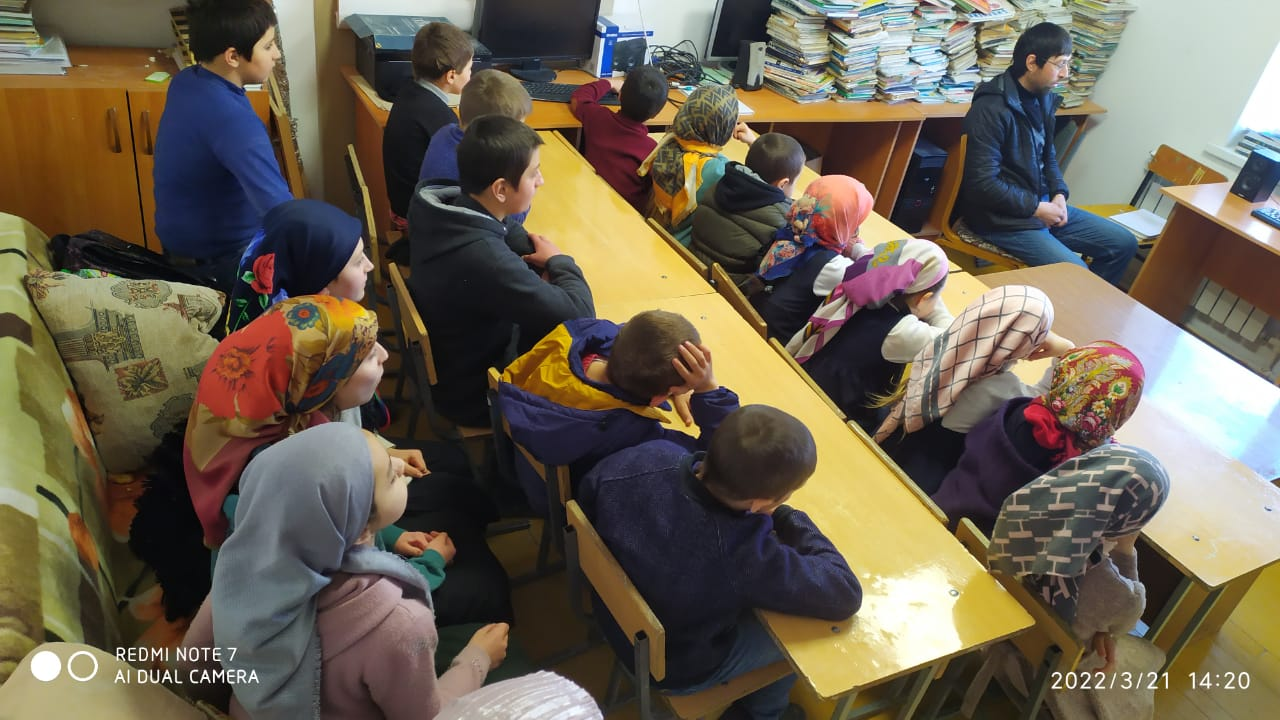 REDMI NOTE 7
AI DUAL CAMERA
2022/3/21 14:20